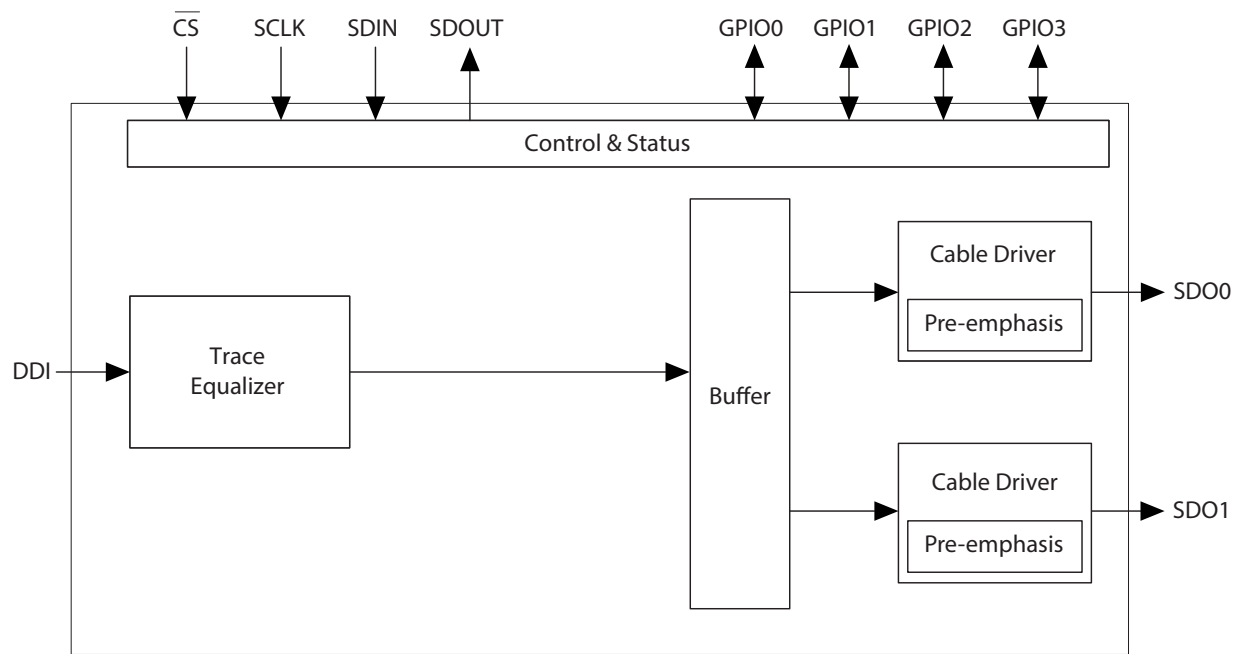 CS SCLK SDIN SDOUT GPIO0 GPIO1 GPIO2 GPIO3
Control & Status
Cable Driver
Pre-emphasis
SDO0
DDI
Trace
Equalizer
Buffer
Cable Driver
Pre-emphasis
SDO1